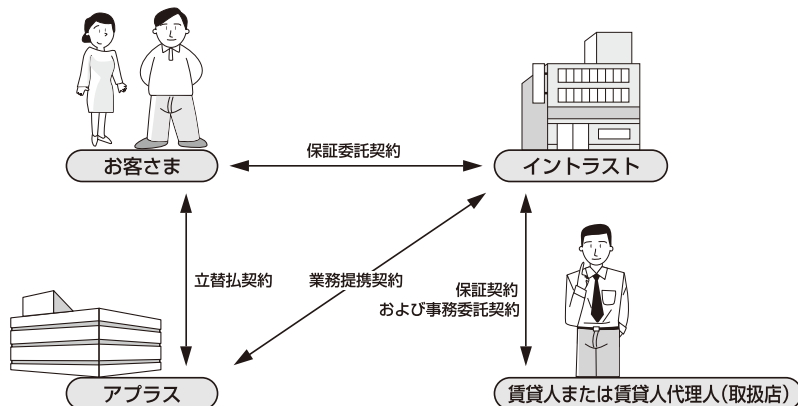 お客さま
保証委託契約
イントラスト
立替払契約
業務提携契約
保証契約
および事務委託契約
アプラス
賃貸人または賃貸人代理人(取扱店)